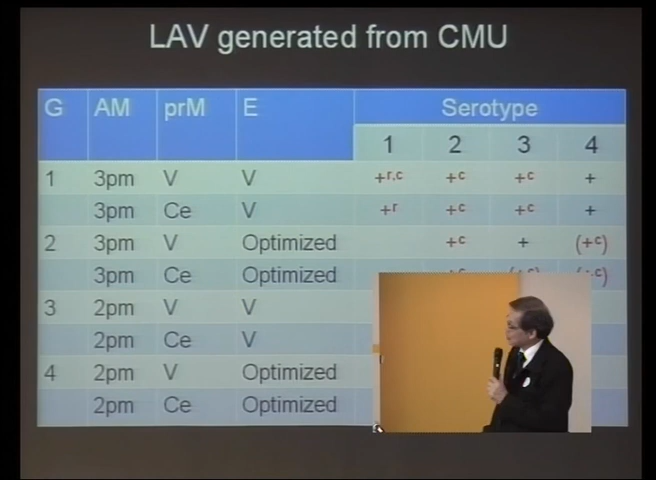 LAV generated from CMU
G AM prM E Serotype
1 2 3 4
1 3pm V V +r,c +c +c +
3pm Ce V +r +c +c +
2 3pm V Optimized +c + (+c)
3pm Ce Optimized
3 2pm V V
2pm Ce V
4 2pm V Optimized
2pm Ce Optimized